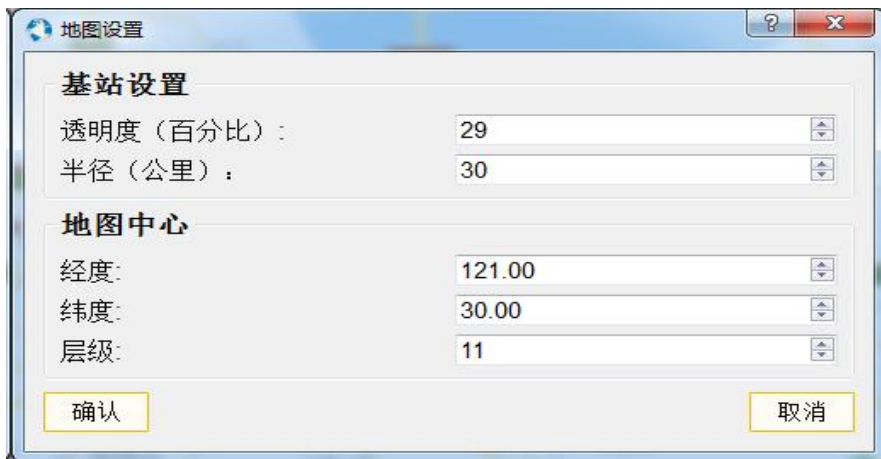 地图设置
基站设置
透明度（百分比）: 29
半径（公里）： 30
地图中心
经度: 121.00
纬度: 30.00
层级: 11
确认 取消